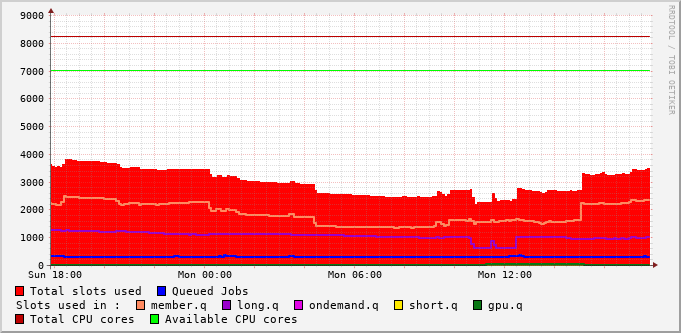 RRDTOOL / TOBI OETIKER
9000
8000
7000
6000
5000
4000
3000
2000
1000
0
Sun 18:00 Mon 00:00 Mon 06:00 Mon 12:00
Total slots used Queued Jobs
Slots used in : member.q long.q ondemand.q short.q gpu.q
Total CPU cores Available CPU cores